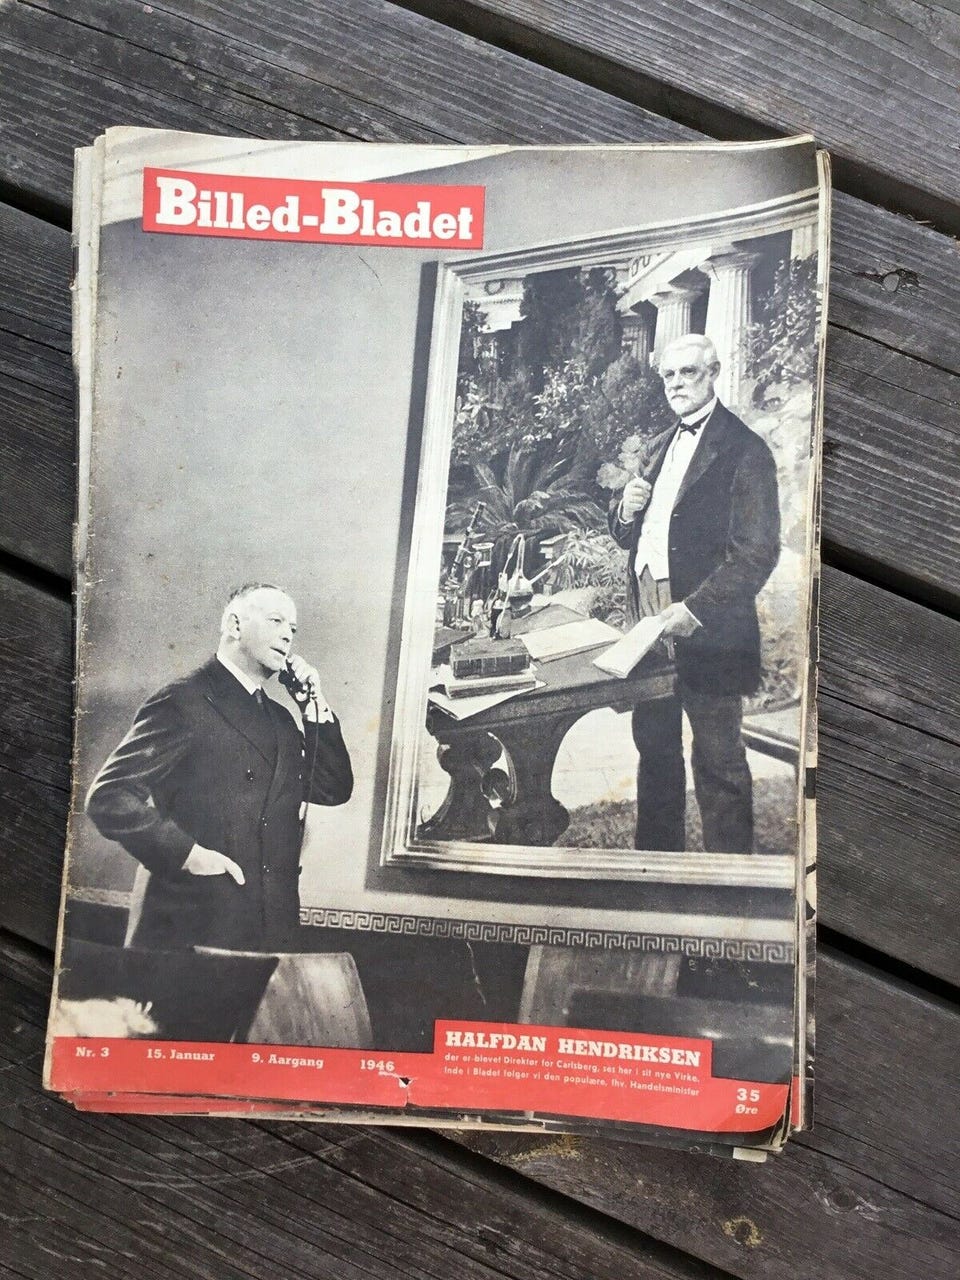 Billed-Bladet
Nr. 3 15. Januar 9. Aargang 1946
HALFDAN HENDRIKSEN
der er blevet Direktør for Carlsberg, ses her i sit nye Virke.
Inde i Bladet følger vi den populære, fhv. Handelsminister
35
Øre